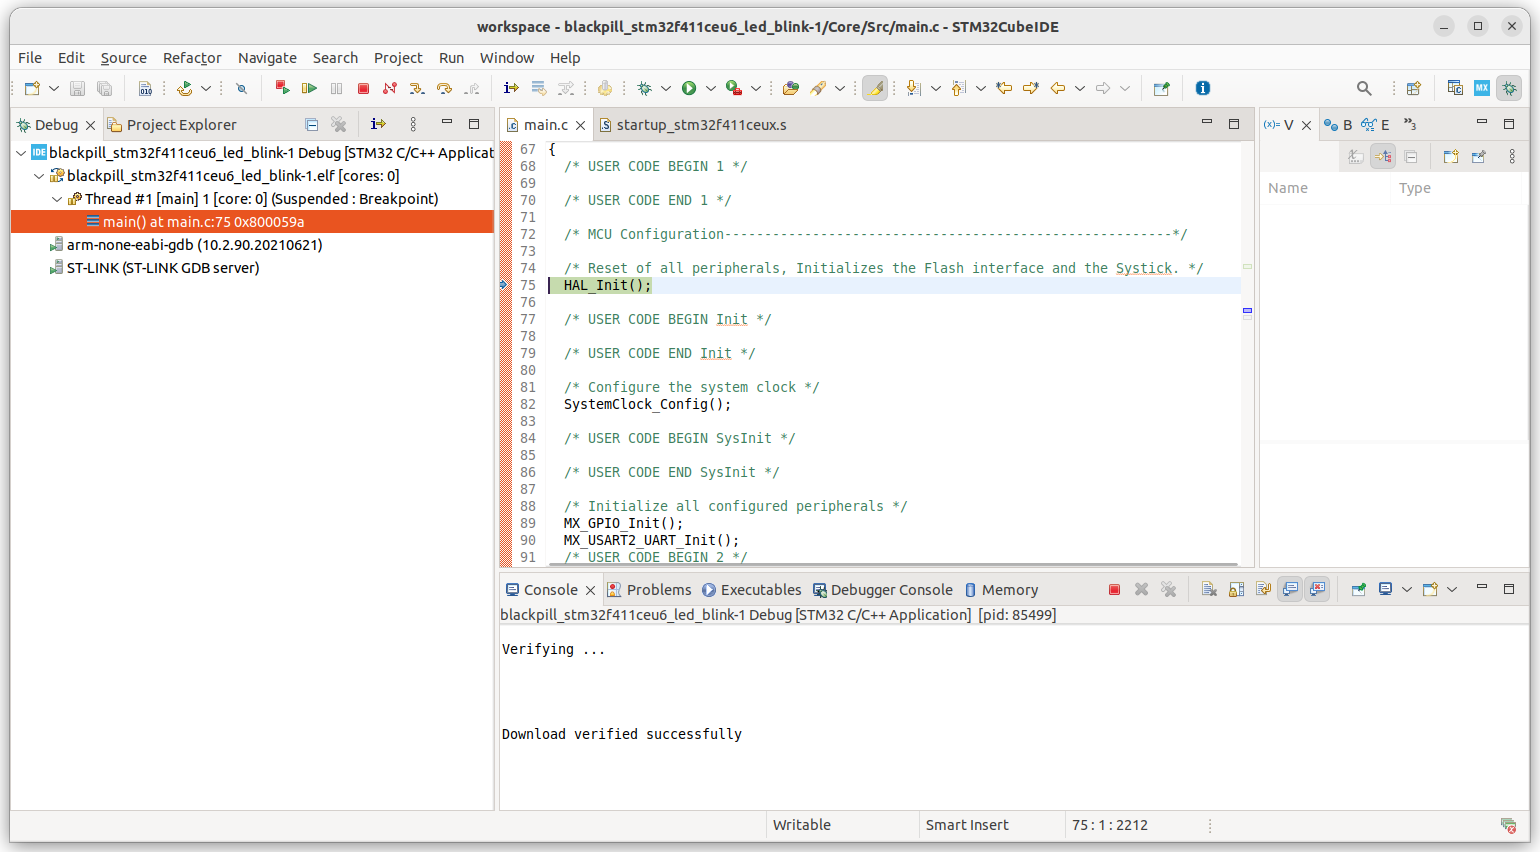 workspace - blackpill_stm32f411ceu6_led_blink-1/Core/Src/main.c - STM32CubeIDE
File Edit Source Refactor Navigate Search Project Run Window Help
010
i
C
MX
Debug Project Explorer
i
IDE blackpill_stm32f411ceu6_led_blink-1 Debug [STM32 C/C++ Applicat
blackpill_stm32f411ceu6_led_blink-1.elf [cores: 0]
Thread #1 [main] 1 [core: 0] (Suspended : Breakpoint)
main() at main.c:75 0x800059a
arm-none-eabi-gdb (10.2.90.20210621)
ST-LINK (ST-LINK GDB server)
main.c startup_stm32f411ceux.s
67 {
68 /* USER CODE BEGIN 1 */
69
70 /* USER CODE END 1 */
71
72 /* MCU Configuration--------------------------------------------------------*/
73
74 /* Reset of all peripherals, Initializes the Flash interface and the Systick. */
75 HAL_Init();
76
77 /* USER CODE BEGIN Init */
78
79 /* USER CODE END Init */
80
81 /* Configure the system clock */
82 SystemClock_Config();
83
84 /* USER CODE BEGIN SysInit */
85
86 /* USER CODE END SysInit */
87
88 /* Initialize all configured peripherals */
89 MX_GPIO_Init();
90 MX_USART2_UART_Init();
91 /* USER CODE BEGIN 2 */
(x)= V B E »3
Name Type
Console Problems Executables Debugger Console Memory
blackpill_stm32f411ceu6_led_blink-1 Debug [STM32 C/C++ Application] [pid: 85499]
Verifying ...
Download verified successfully
Writable Smart Insert 75 : 1 : 2212